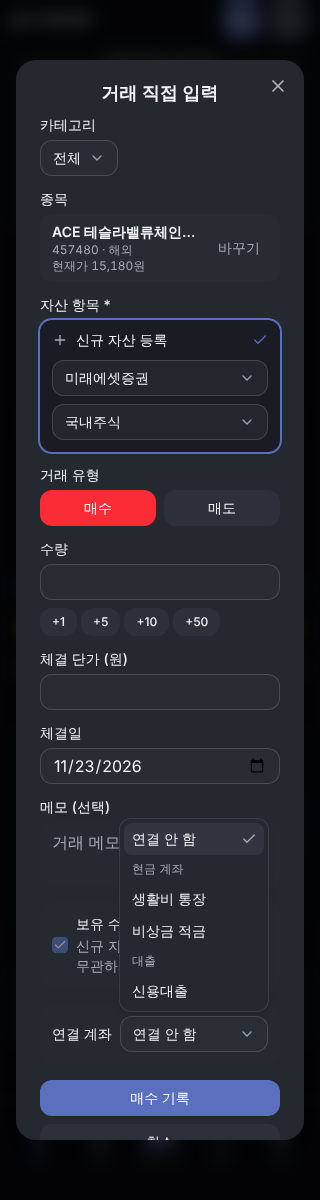 거래 직접 입력
카테고리
전체
종목
ACE 테슬라밸류체인...
457480 · 해외
현재가 15,180원
바꾸기
자산 항목 *
신규 자산 등록
미래에셋증권
국내주식
거래 유형
매수 매도
수량
+1 +5 +10 +50
체결 단가 (원)
체결일
11/23/2026
메모 (선택)
거래 메모
연결 안 함
현금 계좌
생활비 통장
비상금 적금
대출
신용대출
보유 수
신규 자
무관하
연결 계좌 연결 안 함
매수 기록